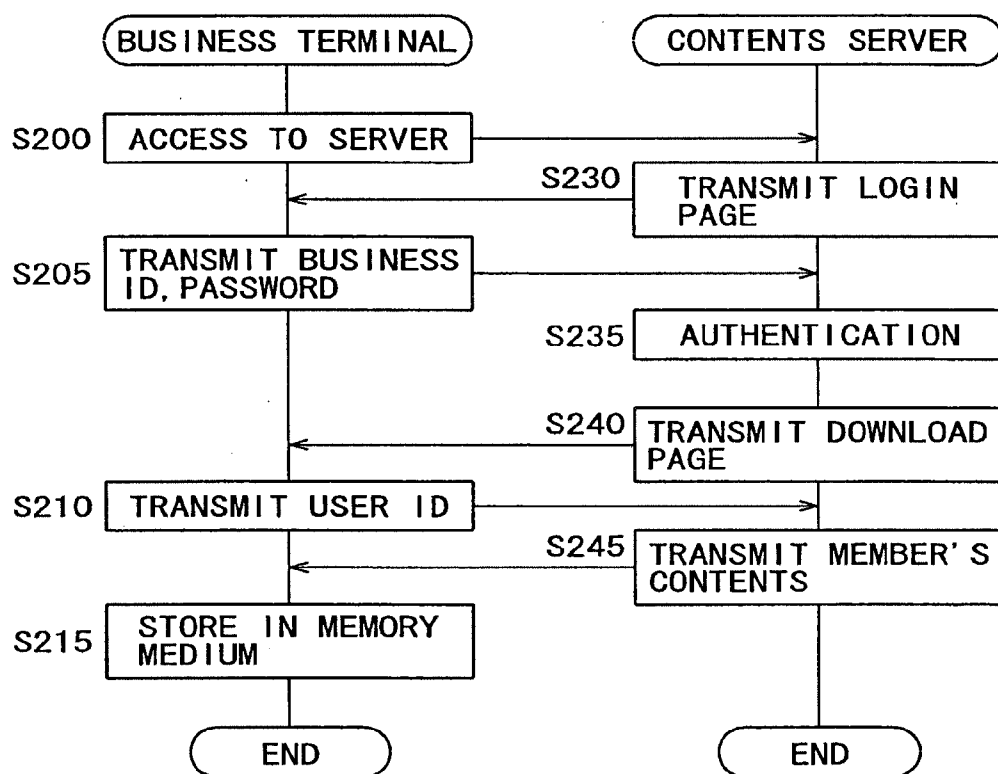 BUSINESS TERMINAL
CONTENTS SERVER
S200
ACCESS TO SERVER
S230
TRANSMIT LOGIN
PAGE
S205
TRANSMIT BUSINESS
ID, PASSWORD
S235
AUTHENTICATION
S240
TRANSMIT DOWNLOAD
PAGE
S210
TRANSMIT USER ID
S245
TRANSMIT MEMBER'S
CONTENTS
S215
STORE IN MEMORY
MEDIUM
END
END